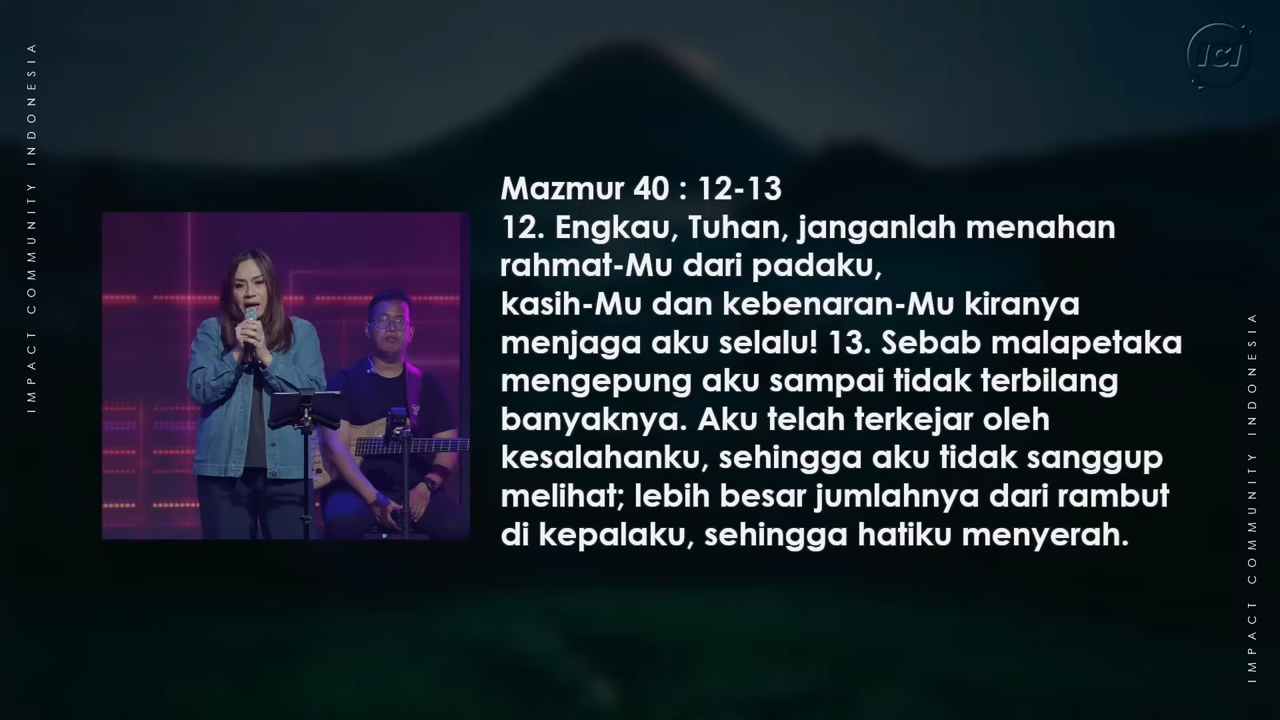 IMPACT COMMUNITY INDONESIA
ICI
Mazmur 40 : 12-13
12. Engkau, Tuhan, janganlah menahan
rahmat-Mu dari padaku,
kasih-Mu dan kebenaran-Mu kiranya
menjaga aku selalu! 13. Sebab malapetaka
mengepung aku sampai tidak terbilang
banyaknya. Aku telah terkejar oleh
kesalahanku, sehingga aku tidak sanggup
melihat; lebih besar jumlahnya dari rambut
di kepalaku, sehingga hatiku menyerah.
IMPACT COMMUNITY INDONESIA